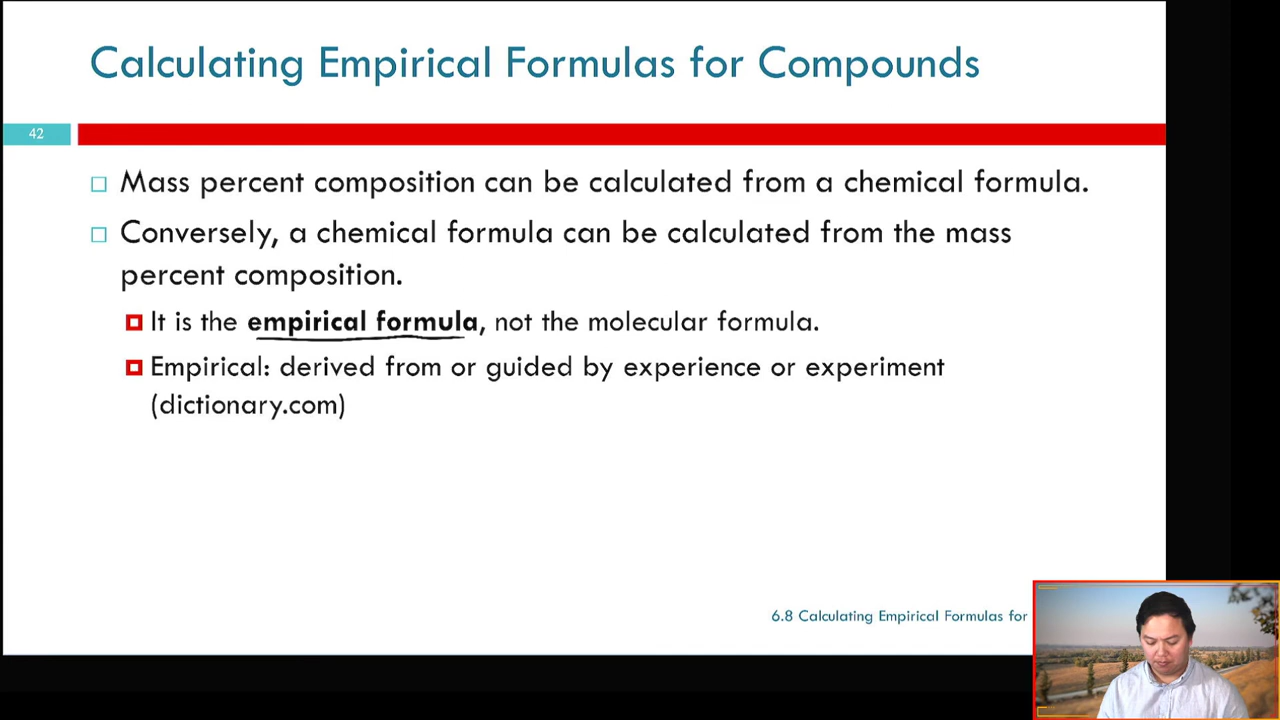 Calculating Empirical Formulas for Compounds
42
Mass percent composition can be calculated from a chemical formula.
Conversely, a chemical formula can be calculated from the mass
percent composition.
It is the empirical formula, not the molecular formula.
Empirical: derived from or guided by experience or experiment
(dictionary.com)
6.8 Calculating Empirical Formulas for